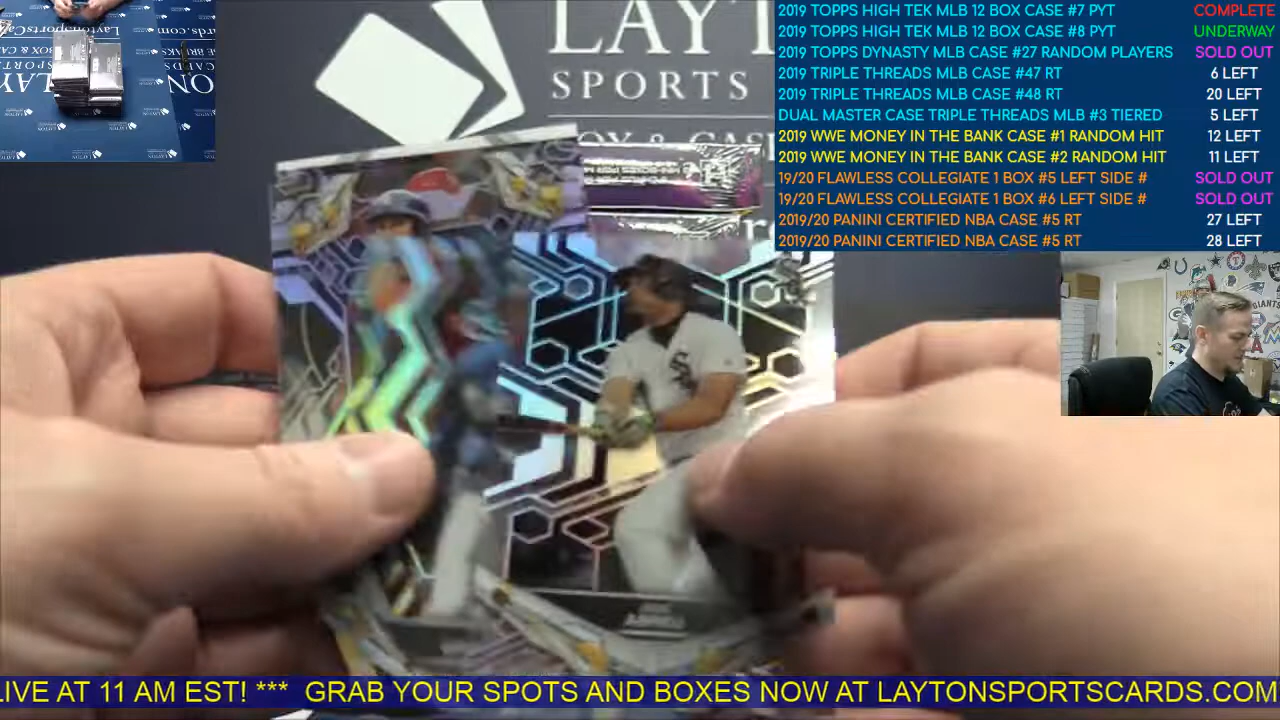 LAYT
SPORTS
BOX & CAS
2019 TOPPS HIGH TEK MLB 12 BOX CASE #7 PYT COMPLETE
2019 TOPPS HIGH TEK MLB 12 BOX CASE #8 PYT UNDERWAY
2019 TOPPS DYNASTY MLB CASE #27 RANDOM PLAYERS SOLD OUT
2019 TRIPLE THREADS MLB CASE #47 RT 6 LEFT
2019 TRIPLE THREADS MLB CASE #48 RT 20 LEFT
DUAL MASTER CASE TRIPLE THREADS MLB #3 TIERED 5 LEFT
2019 WWE MONEY IN THE BANK CASE #1 RANDOM HIT 12 LEFT
2019 WWE MONEY IN THE BANK CASE #2 RANDOM HIT 11 LEFT
19/20 FLAWLESS COLLEGIATE 1 BOX #5 LEFT SIDE # SOLD OUT
19/20 FLAWLESS COLLEGIATE 1 BOX #6 LEFT SIDE # SOLD OUT
2019/20 PANINI CERTIFIED NBA CASE #5 RT 27 LEFT
2019/20 PANINI CERTIFIED NBA CASE #5 RT 28 LEFT
LIVE AT 11 AM EST! *** GRAB YOUR SPOTS AND BOXES NOW AT LAYTONSPORTSCARDS.COM